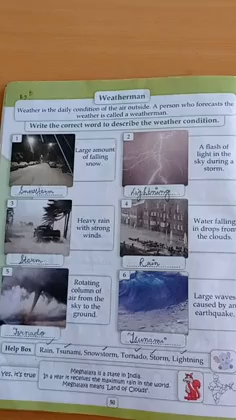 Weatherman
Weather is the daily condition of the air outside. A person who forecasts the
weather is called a weatherman.
Write the correct word to describe the weather condition.
1
Large amount
of falling
snow.
Snowstorm
2
A flash of
light in the
sky during a
storm.
Lightning
3
Heavy rain
with strong
winds.
Storm
4
Water falling
in drops from
the clouds.
Rain
5
Rotating
column of
air from the
sky to the
ground.
Tornado
6
Large waves
caused by an
earthquake.
Tsunami
Help Box
Rain, Tsunami, Snowstorm, Tornado, Storm, Lightning
Yes, it's true
Meghalaya is a state in India.
In a year it receives the maximum rain in the world.
Meghalaya means 'Land of Clouds'.